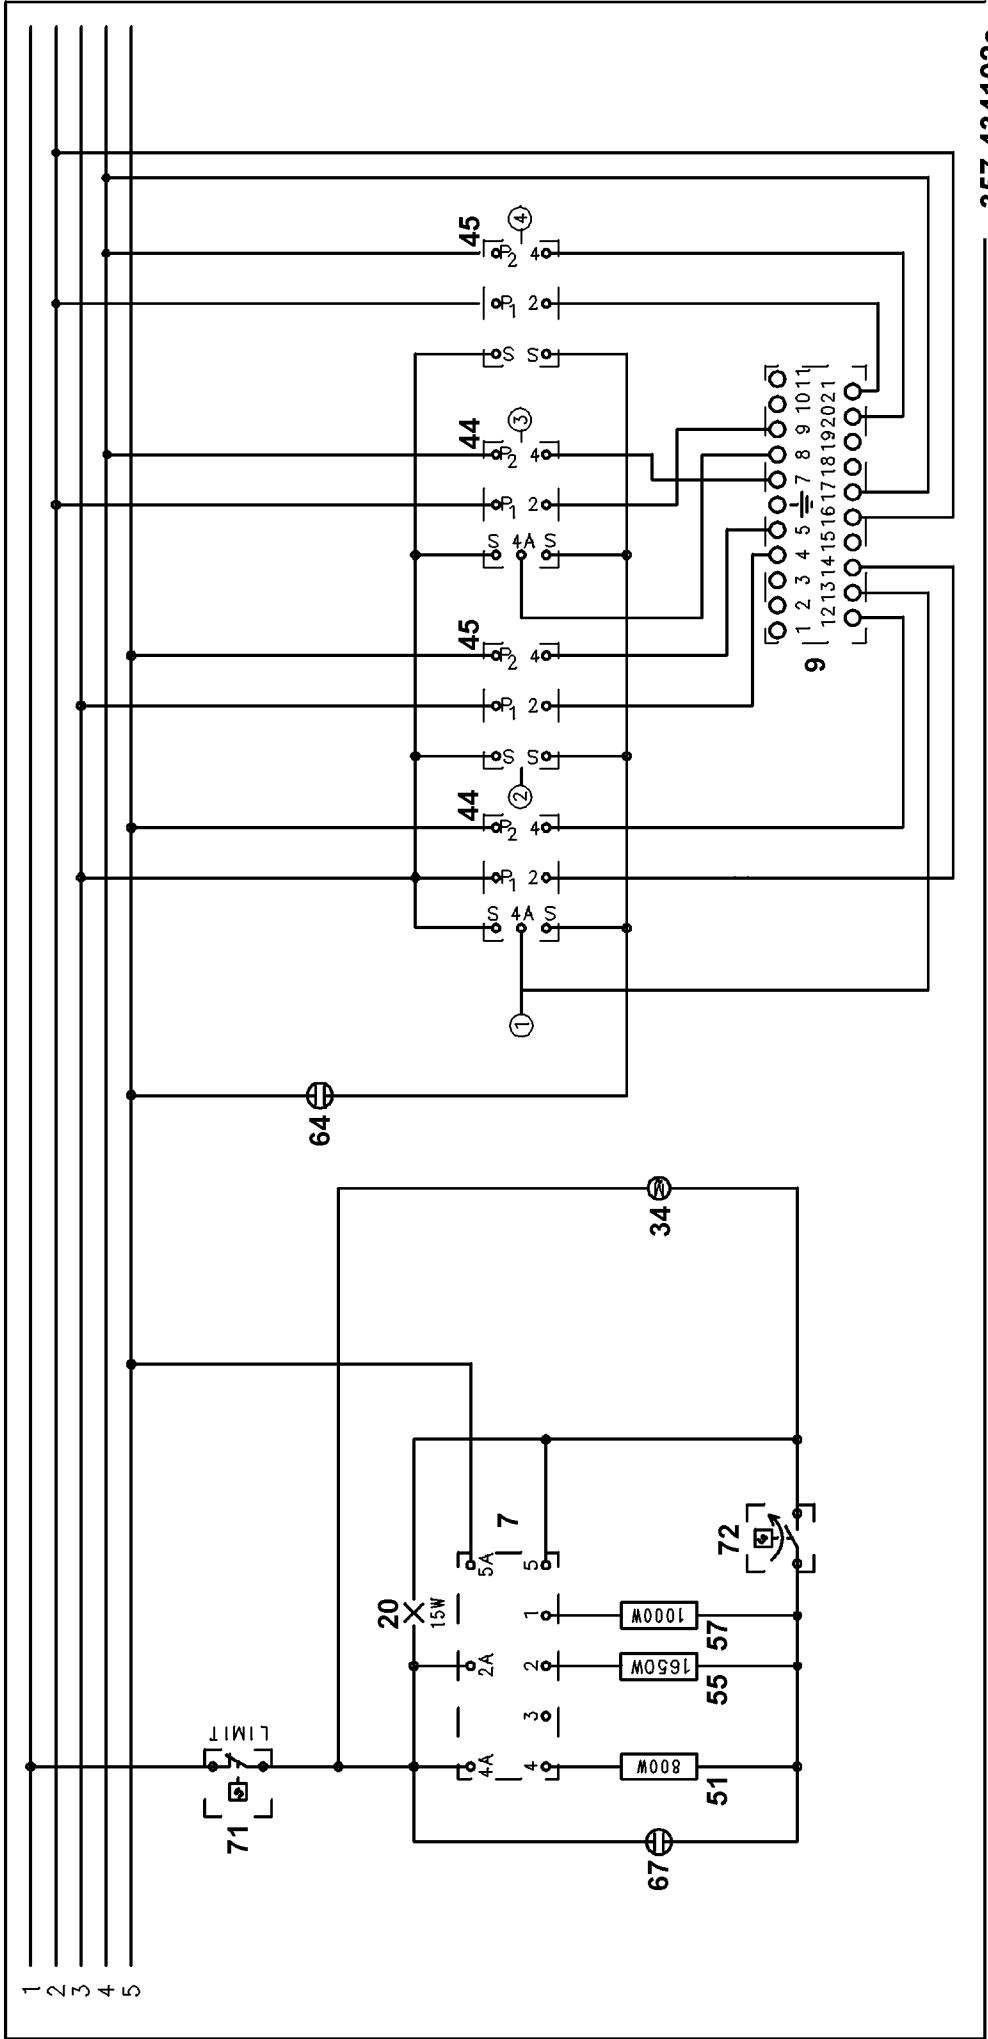 1
2
3
4
5
71
LIMIT
64
20
15W
4A 2A 5A
7
4 3 2 1 5
44 45 44 45
S P1 P2 S P1 P2 S P1 P2 S P1 P2
1 4A 2 4A 3 4
S 2 4 S 2 4 S 2 4 S 2 4
67
34
800W 1650W 1000W
51 55 57
72
9
1 2 3 4 5 7 8 9 10 11
12 13 14 15 16 17 18 19 20 21
M